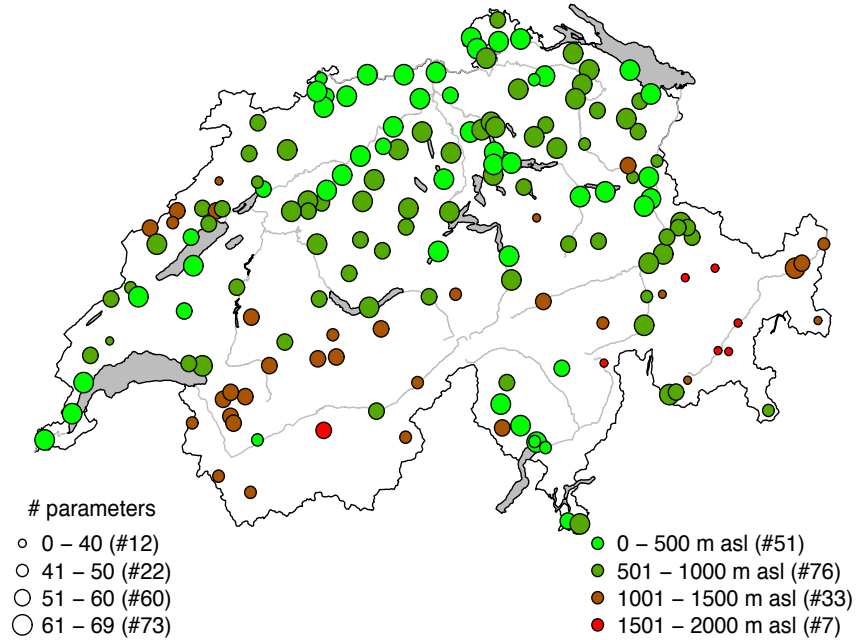 # parameters
0 − 40 (#12)
41 − 50 (#22)
51 − 60 (#60)
61 − 69 (#73)
0 − 500 m asl (#51)
501 − 1000 m asl (#76)
1001 − 1500 m asl (#33)
1501 − 2000 m asl (#7)